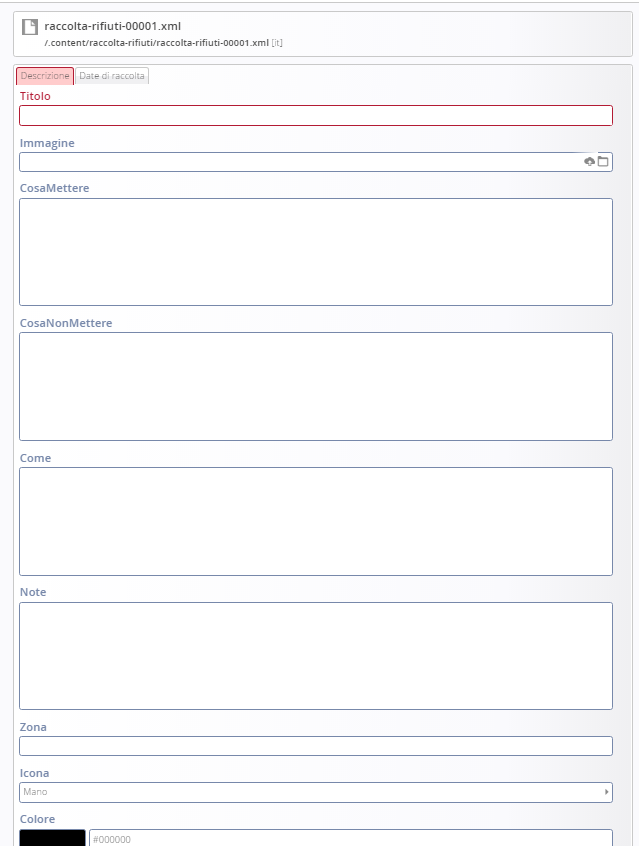 raccolta-rifiuti-00001.xml
/.content/raccolta-rifiuti/raccolta-rifiuti-00001.xml [it]
Descrizione Date di raccolta
Titolo
Immagine
CosaMettere
CosaNonMettere
Come
Note
Zona
Icona
Mano
Colore
#000000